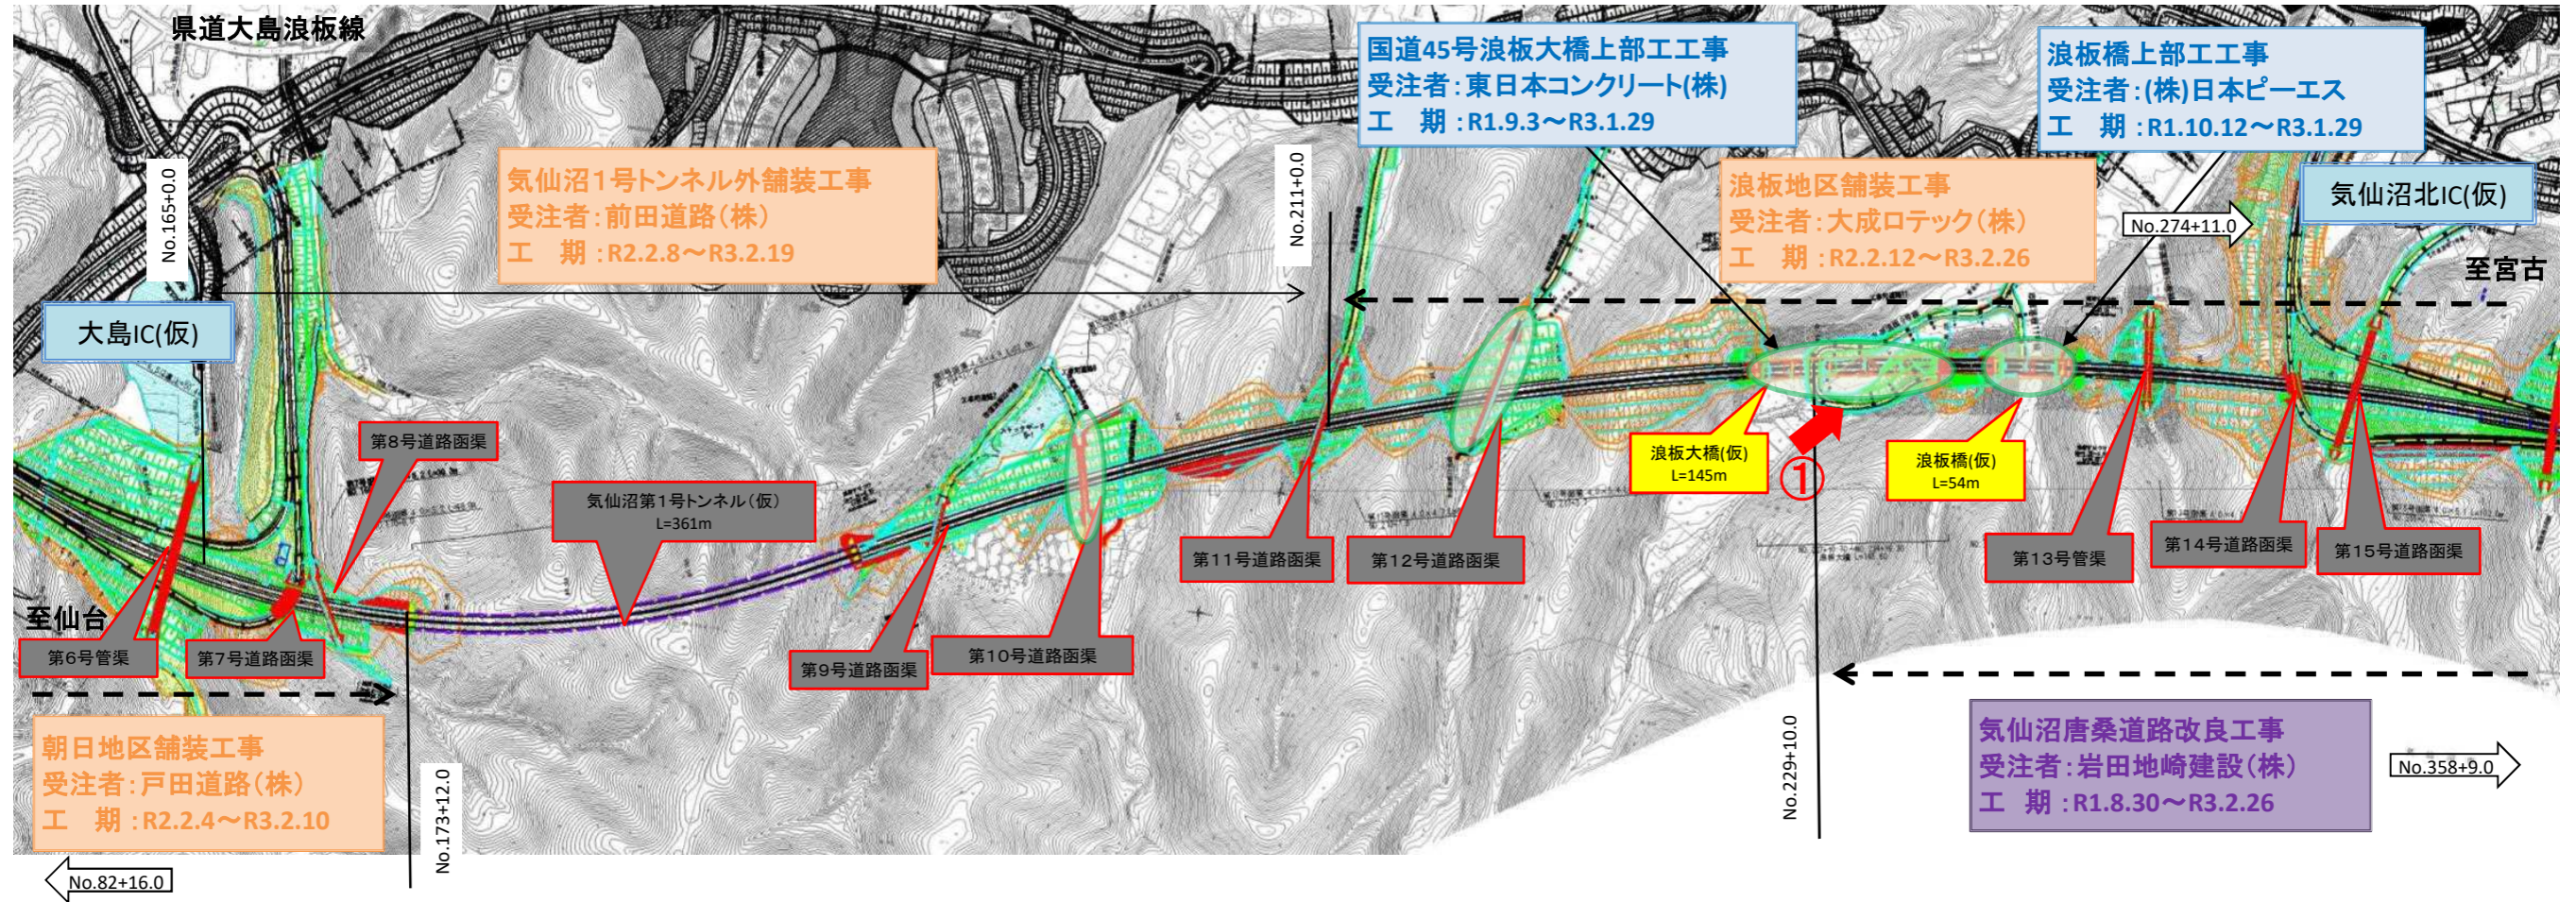 県道大島浪板線
国道45号浪板大橋上部工工事
受注者：東日本コンクリート(株)
工　期：R1.9.3～R3.1.29
浪板橋上部工工事
受注者：(株)日本ピーエス
工　期：R1.10.12～R3.1.29
気仙沼１号トンネル外舗装工事
受注者：前田道路（株）
工　期：R2.2.8～R3.2.19
浪板地区舗装工事
受注者：大成ロテック（株）
工　期：R2.2.12～R3.2.26
気仙沼北IC(仮)
No.165+0.0
No.211+0.0
No.274+11.0
至宮古
大島IC(仮)
第8号道路函渠
気仙沼第1号トンネル（仮）
L=361m
浪板大橋(仮)
L=145m
①
浪板橋(仮)
L=54m
第11号道路函渠
第12号道路函渠
第13号管渠
第14号道路函渠
第15号道路函渠
至仙台
第6号管渠
第7号道路函渠
第9号道路函渠
第10号道路函渠
朝日地区舗装工事
受注者：戸田道路（株）
工　期：R2.2.4～R3.2.10
No.173+12.0
No.229+10.0
気仙沼唐桑道路改良工事
受注者：岩田地崎建設（株）
工　期：R1.8.30～R3.2.26
No.358+9.0
No.82+16.0